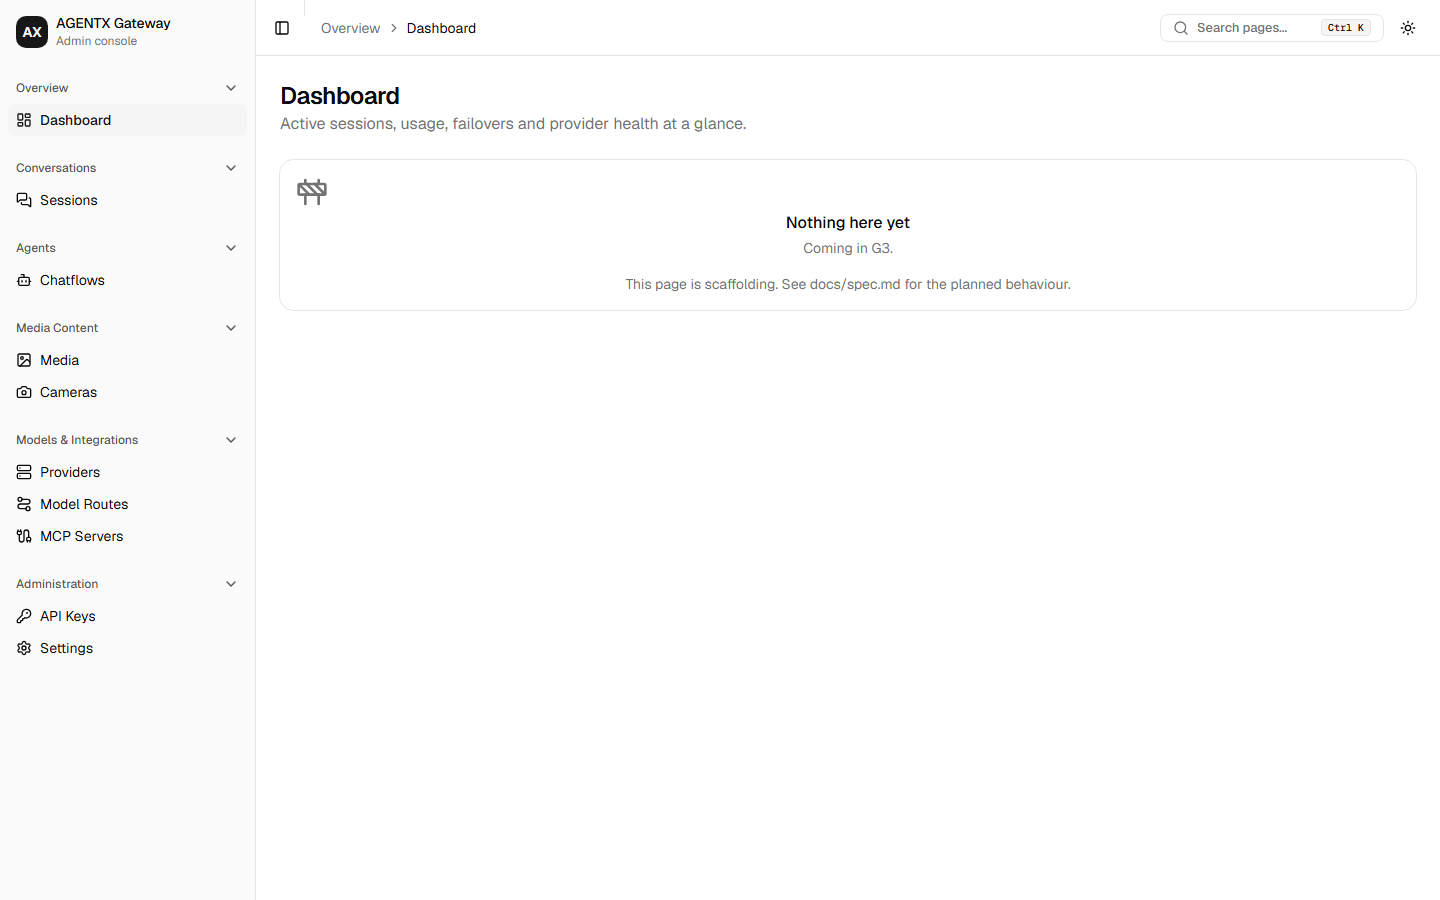 AX
AGENTX Gateway
Admin console
Overview
Dashboard
Conversations
Sessions
Agents
Chatflows
Media Content
Media
Cameras
Models & Integrations
Providers
Model Routes
MCP Servers
Administration
API Keys
Settings
Overview > Dashboard
Search pages... Ctrl K
Dashboard
Active sessions, usage, failovers and provider health at a glance.
Nothing here yet
Coming in G3.
This page is scaffolding. See docs/spec.md for the planned behaviour.